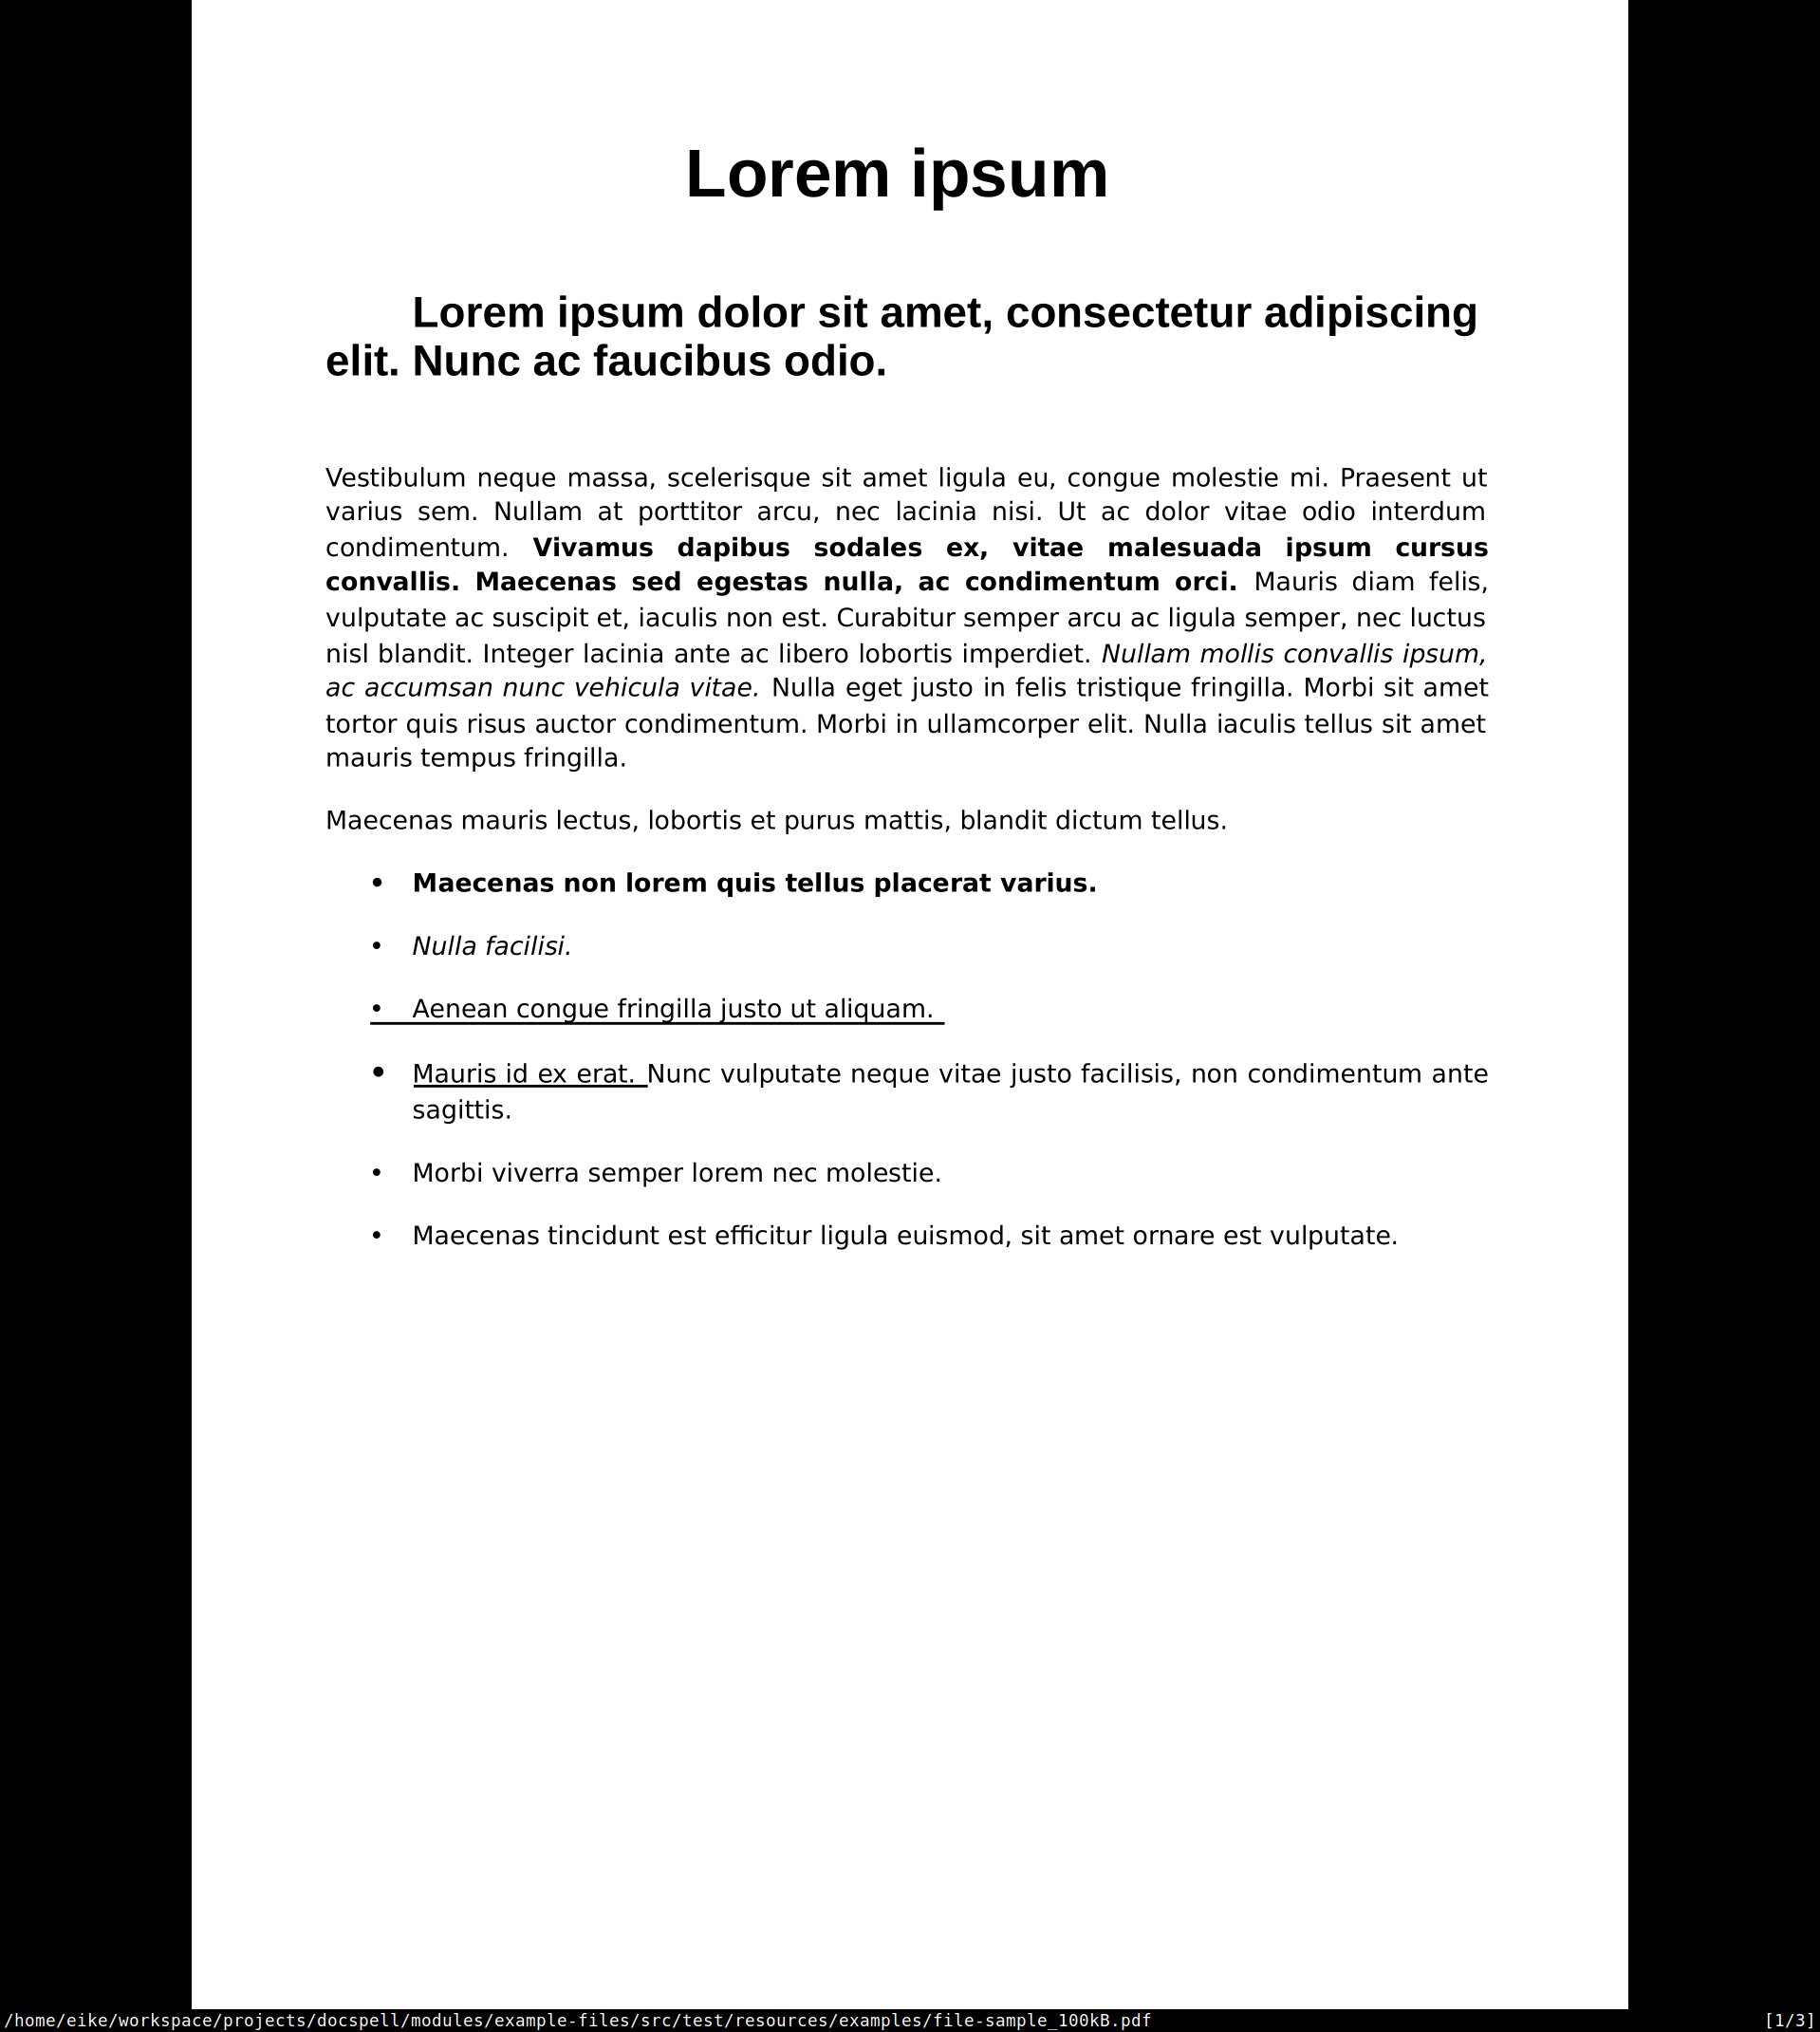 Lorem ipsum
Lorem ipsum dolor sit amet, consectetur adipiscing
elit. Nunc ac faucibus odio.
Vestibulum neque massa, scelerisque sit amet ligula eu, congue molestie mi. Praesent ut
varius sem. Nullam at porttitor arcu, nec lacinia nisi. Ut ac dolor vitae odio interdum
condimentum. Vivamus dapibus sodales ex, vitae malesuada ipsum cursus
convallis. Maecenas sed egestas nulla, ac condimentum orci. Mauris diam felis,
vulputate ac suscipit et, iaculis non est. Curabitur semper arcu ac ligula semper, nec luctus
nisl blandit. Integer lacinia ante ac libero lobortis imperdiet. Nullam mollis convallis ipsum,
ac accumsan nunc vehicula vitae. Nulla eget justo in felis tristique fringilla. Morbi sit amet
tortor quis risus auctor condimentum. Morbi in ullamcorper elit. Nulla iaculis tellus sit amet
mauris tempus fringilla.
Maecenas mauris lectus, lobortis et purus mattis, blandit dictum tellus.
• Maecenas non lorem quis tellus placerat varius.
• Nulla facilisi.
• Aenean congue fringilla justo ut aliquam.
• Mauris id ex erat. Nunc vulputate neque vitae justo facilisis, non condimentum ante
sagittis.
• Morbi viverra semper lorem nec molestie.
• Maecenas tincidunt est efficitur ligula euismod, sit amet ornare est vulputate.
/home/eike/workspace/projects/docspell/modules/example-files/src/test/resources/examples/file-sample_100kB.pdf [1/3]